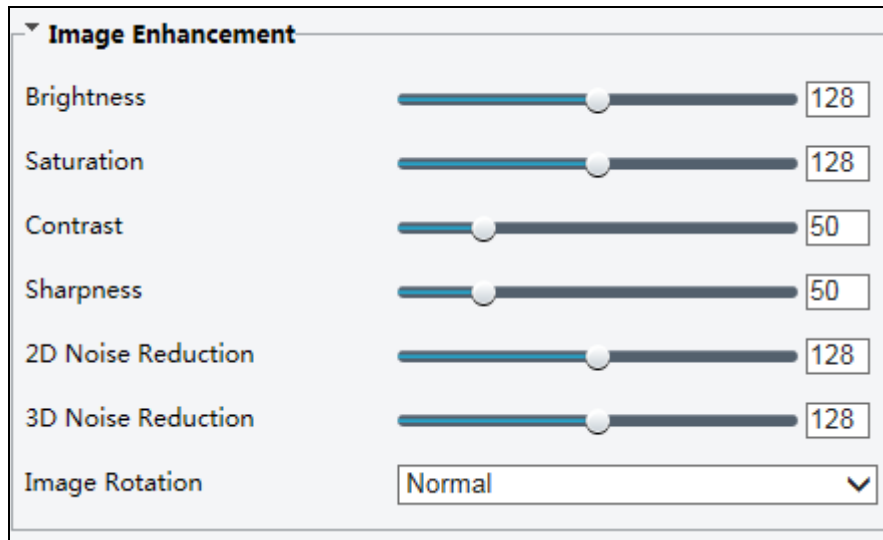 Image Enhancement
Brightness 128
Saturation 128
Contrast 50
Sharpness 50
2D Noise Reduction 128
3D Noise Reduction 128
Image Rotation Normal